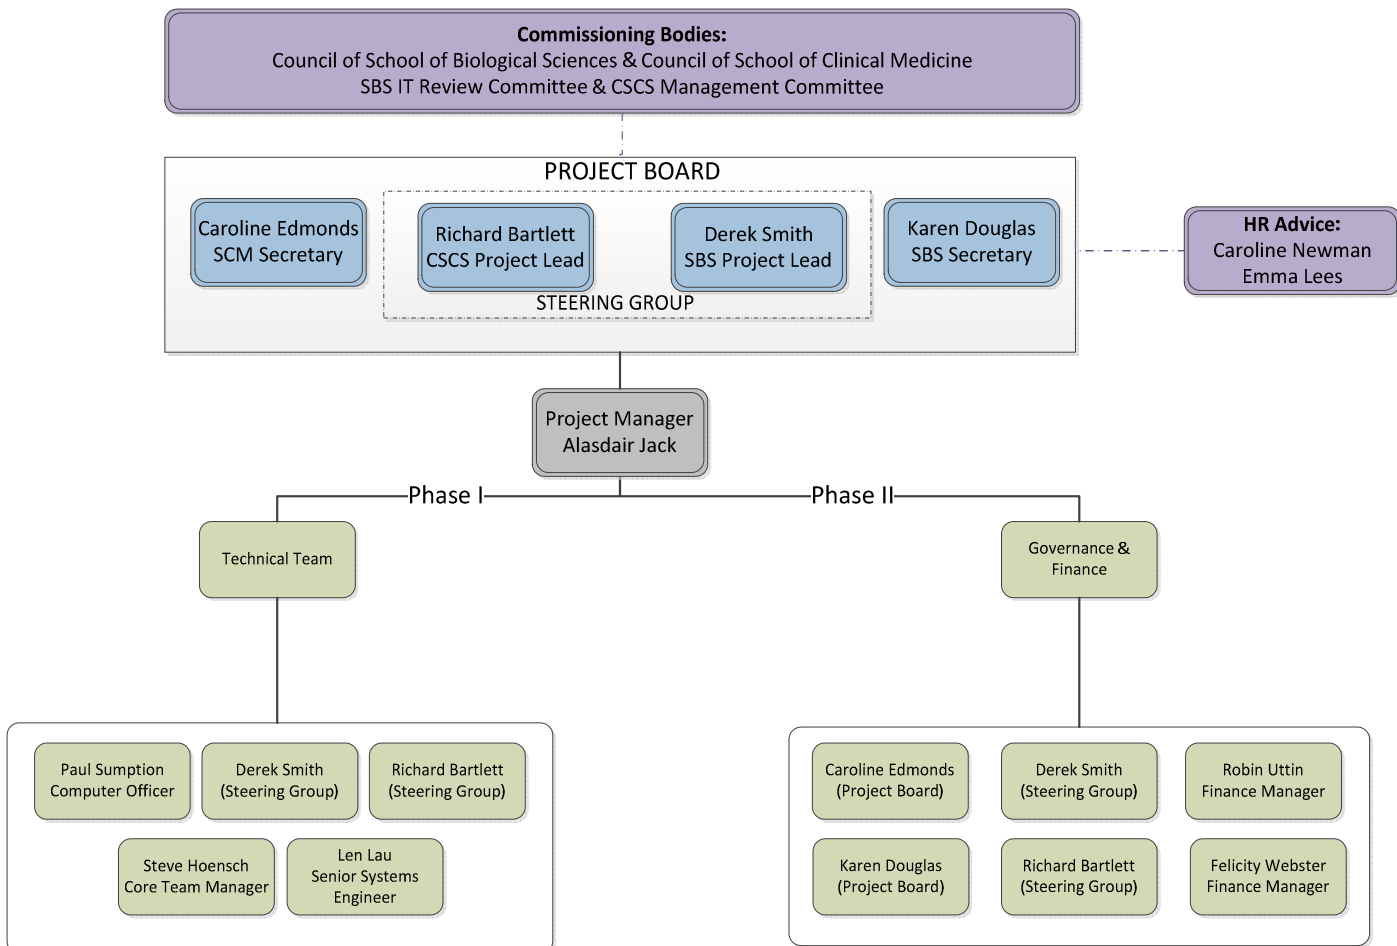 Commissioning Bodies:
Council of School of Biological Sciences & Council of School of Clinical Medicine
SBS IT Review Committee & CSCS Management Committee
PROJECT BOARD
Caroline Edmonds
SCM Secretary
Richard Bartlett
CSCS Project Lead
Derek Smith
SBS Project Lead
Karen Douglas
SBS Secretary
STEERING GROUP
HR Advice:
Caroline Newman
Emma Lees
Project Manager
Alasdair Jack
Phase I
Phase II
Technical Team
Governance &
Finance
Paul Sumption
Computer Officer
Derek Smith
(Steering Group)
Richard Bartlett
(Steering Group)
Steve Hoensch
Core Team Manager
Len Lau
Senior Systems
Engineer
Caroline Edmonds
(Project Board)
Derek Smith
(Steering Group)
Robin Uttin
Finance Manager
Karen Douglas
(Project Board)
Richard Bartlett
(Steering Group)
Felicity Webster
Finance Manager